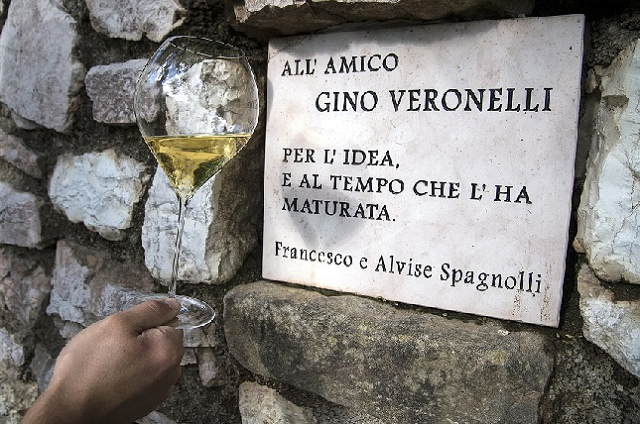 ALL' AMICO
GINO VERONELLI
PER L' IDEA,
E AL TEMPO CHE L' HA
MATURATA.
Francesco e Alvise Spagnolli